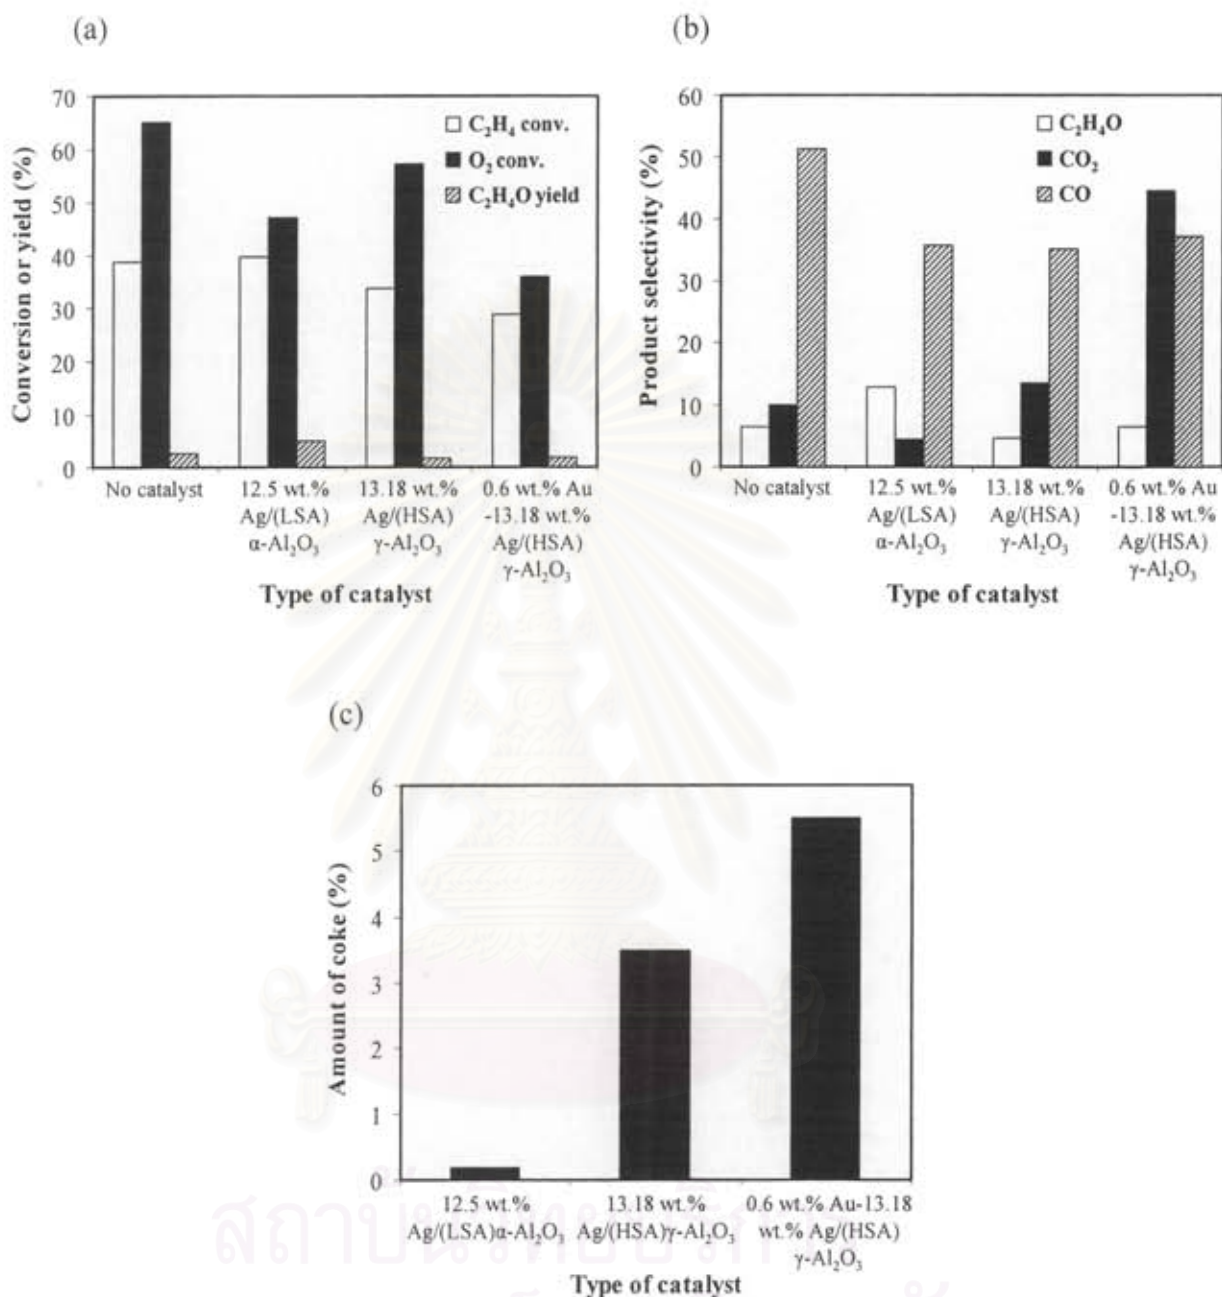 (a)
Conversion or yield (%)
70
60
50
40
30
20
10
0
C₂H₄ conv.
O₂ conv.
C₂H₄O yield
No catalyst
12.5 wt.%
Ag/(LSA)
α-Al₂O₃
13.18 wt.%
Ag/(HSA)
γ-Al₂O₃
0.6 wt.% Au
-13.18 wt.%
Ag/(HSA)
γ-Al₂O₃
Type of catalyst
(b)
Product selectivity (%)
60
50
40
30
20
10
0
C₂H₄O
CO₂
CO
No catalyst
12.5 wt.%
Ag/(LSA)
α-Al₂O₃
13.18 wt.%
Ag/(HSA)
γ-Al₂O₃
0.6 wt.% Au
-13.18 wt.%
Ag/(HSA)
γ-Al₂O₃
Type of catalyst
(c)
Amount of coke (%)
6
5
4
3
2
1
0
12.5 wt.%
Ag/(LSA)α-Al₂O₃
13.18 wt.%
Ag/(HSA)γ-Al₂O₃
0.6 wt.% Au-13.18
wt.% Ag/(HSA)
γ-Al₂O₃
Type of catalyst